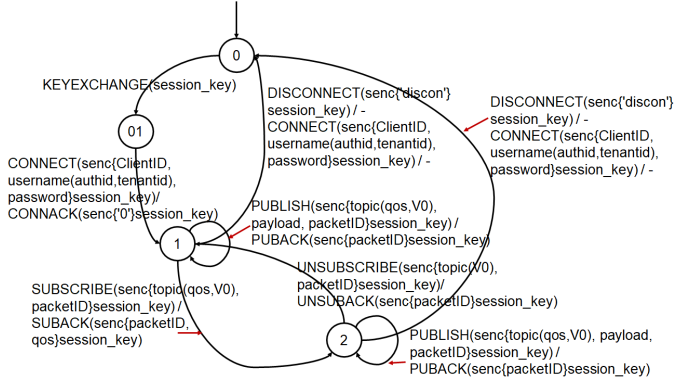 0
KEYEXCHANGE(session_key)
01
CONNECT(senc{ClientID,
username(authid,tenantid),
password}session_key)/
CONNACK(senc{'0'}session_key)
DISCONNECT(senc{'discon'}
session_key) / -
CONNECT(senc{ClientID,
username(authid,tenantid),
password}session_key) / -
DISCONNECT(senc{'discon'}
session_key) / -
CONNECT(senc{ClientID,
username(authid,tenantid),
password}session_key) / -
1
PUBLISH(senc{topic(qos,V0),
payload, packetID}session_key) /
PUBACK(senc{packetID}session_key)
UNSUBSCRIBE(senc{topic(V0),
packetID}session_key)/
UNSUBACK(senc{packetID}session_key)
SUBSCRIBE(senc{topic(qos,V0),
packetID}session_key) /
SUBACK(senc{packetID,
qos}session_key)
2
PUBLISH(senc{topic(qos,V0), payload,
packetID}session_key) /
PUBACK(senc{packetID}session_key)